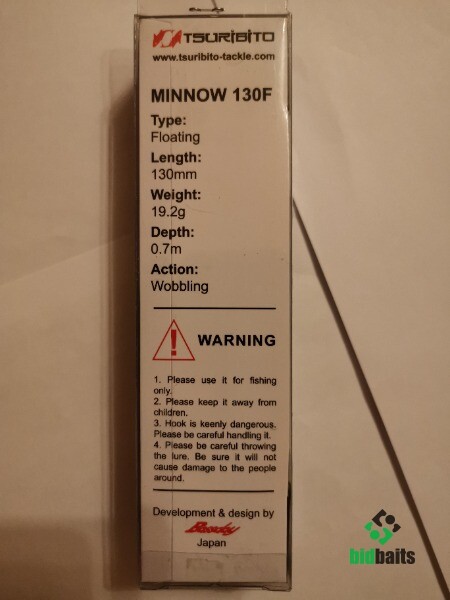 TSURIBITO
www.tsuribito-tackle.com
MINNOW 130F
Type:
Floating
Length:
130mm
Weight:
19.2g
Depth:
0.7m
Action:
Wobbling
WARNING
1. Please use it for fishing
only.
2. Please keep it away from
children.
3. Hook is keenly dangerous.
Please be careful handling it.
4. Please be careful throwing
the lure. Be sure it will not
cause damage to the people
around.
Development & design by
Japan
bidbaits